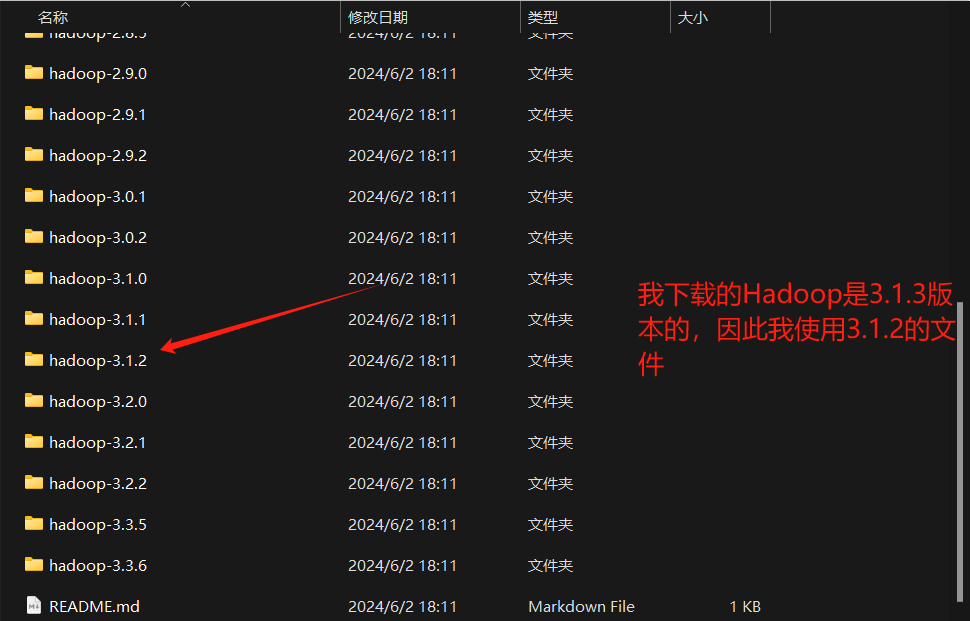 名称 修改日期 类型 大小
hadoop-2.8.5 2024/6/2 18:11 文件夹
hadoop-2.9.0 2024/6/2 18:11 文件夹
hadoop-2.9.1 2024/6/2 18:11 文件夹
hadoop-2.9.2 2024/6/2 18:11 文件夹
hadoop-3.0.1 2024/6/2 18:11 文件夹
hadoop-3.0.2 2024/6/2 18:11 文件夹
hadoop-3.1.0 2024/6/2 18:11 文件夹
hadoop-3.1.1 2024/6/2 18:11 文件夹
hadoop-3.1.2 2024/6/2 18:11 文件夹
hadoop-3.2.0 2024/6/2 18:11 文件夹
hadoop-3.2.1 2024/6/2 18:11 文件夹
hadoop-3.2.2 2024/6/2 18:11 文件夹
hadoop-3.3.5 2024/6/2 18:11 文件夹
hadoop-3.3.6 2024/6/2 18:11 文件夹
README.md 2024/6/2 18:11 Markdown File 1 KB
我下载的Hadoop是3.1.3版
本的，因此我使用3.1.2的文
件